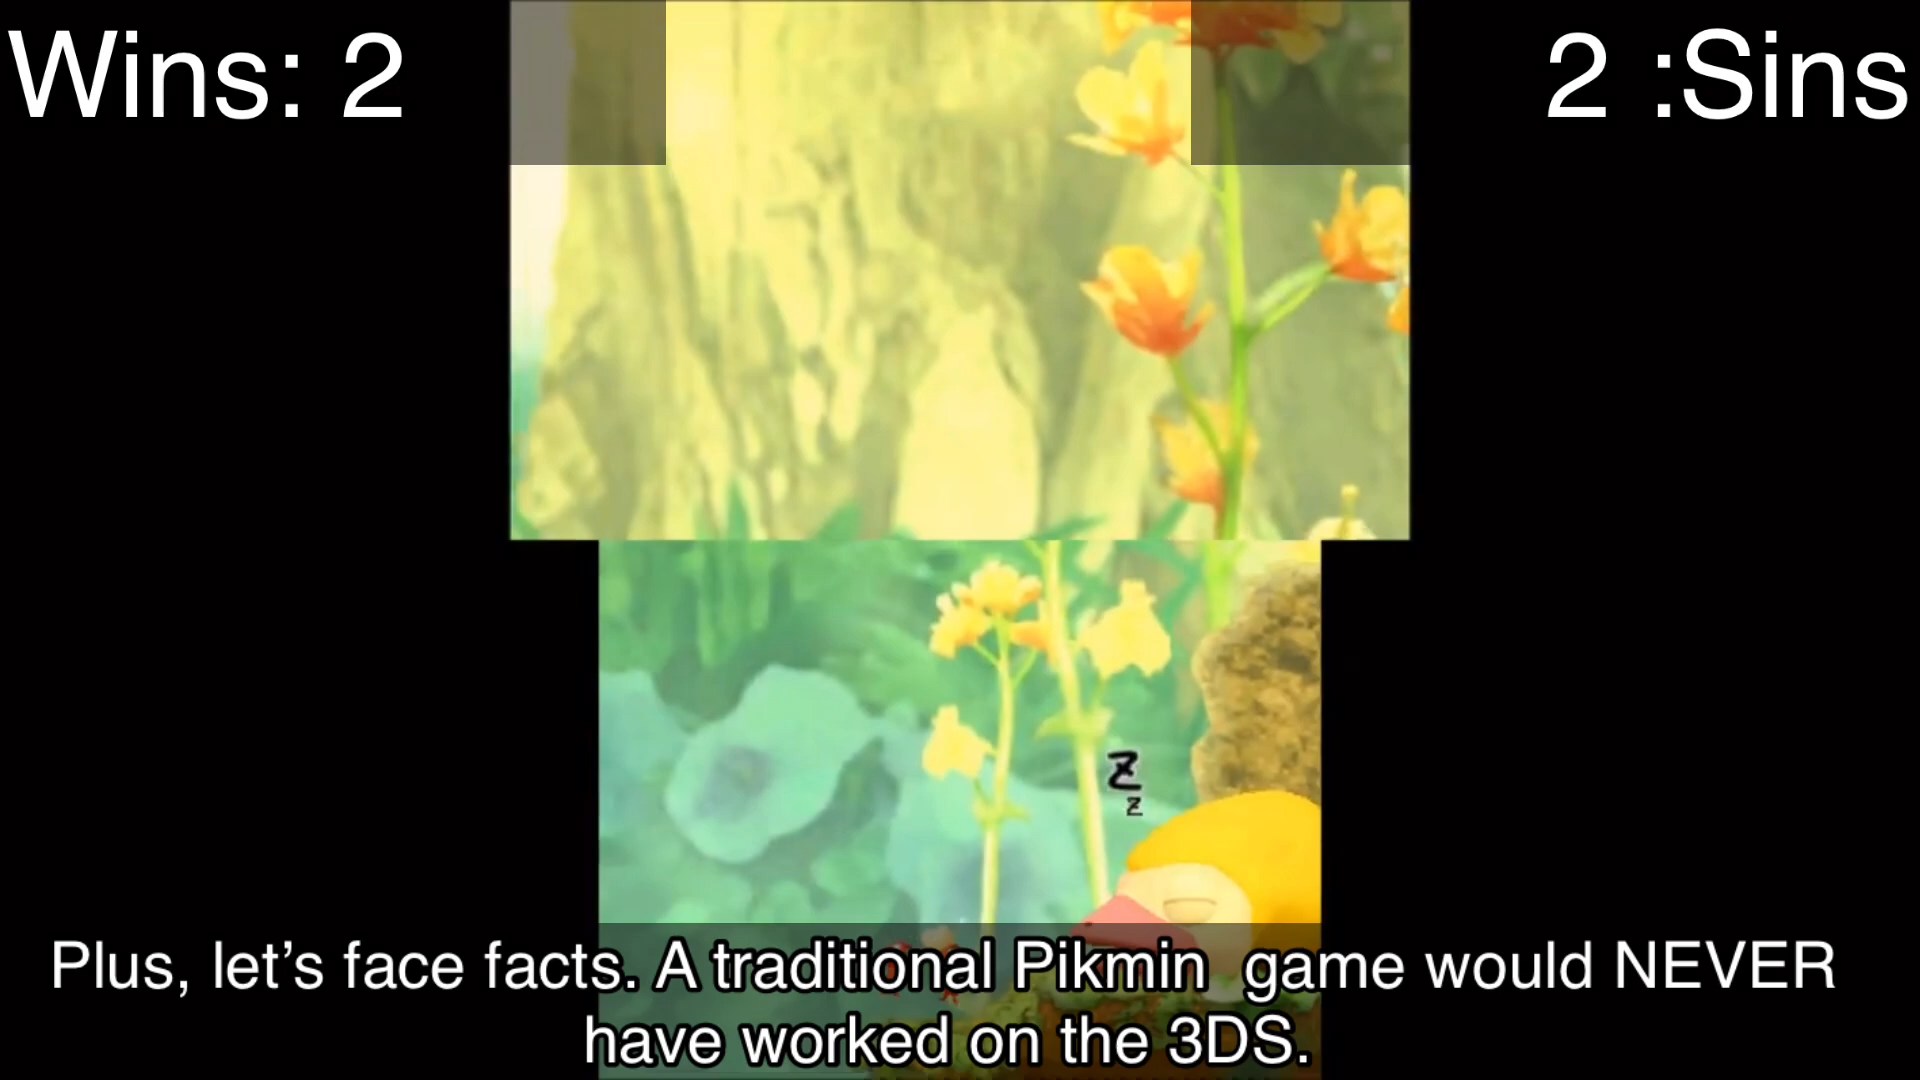 Wins: 2
2 :Sins
Z
z
Plus, let’s face facts. A traditional Pikmin  game would NEVER
have worked on the 3DS.